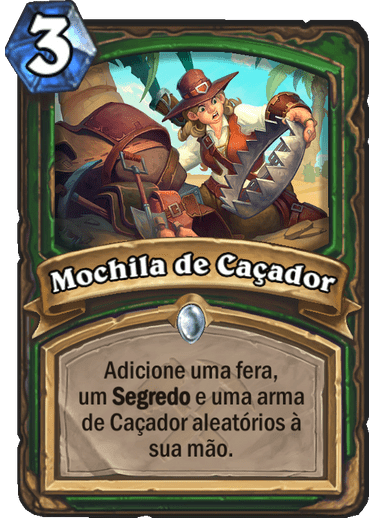 3
Mochila de Caçador
Adicione uma fera,
um Segredo e uma arma
de Caçador aleatórios à
sua mão.